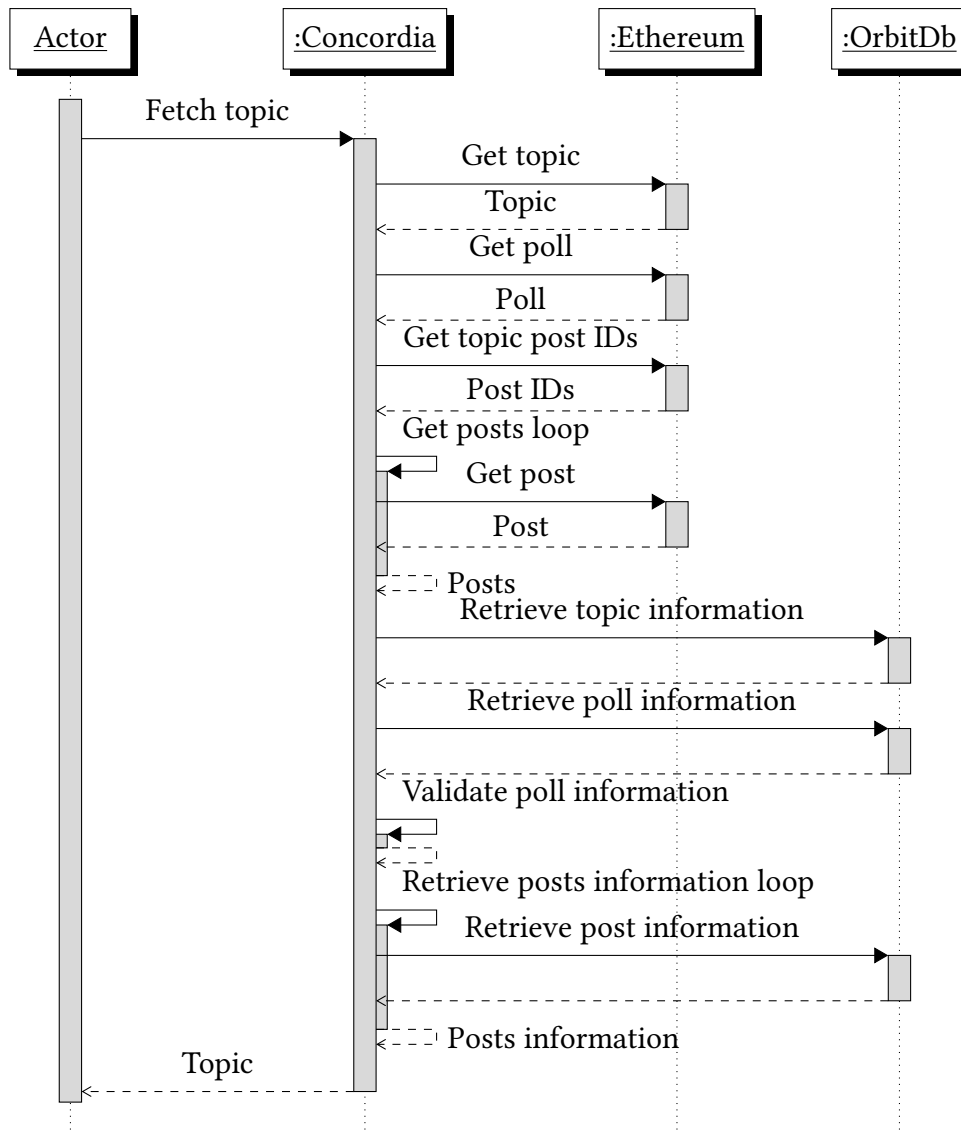 Actor
:Concordia
:Ethereum
:OrbitDb
Fetch topic
Get topic
Topic
Get poll
Poll
Get topic post IDs
Post IDs
Get posts loop
Get post
Post
Posts
Retrieve topic information
Retrieve poll information
Validate poll information
Retrieve posts information loop
Retrieve post information
Posts information
Topic